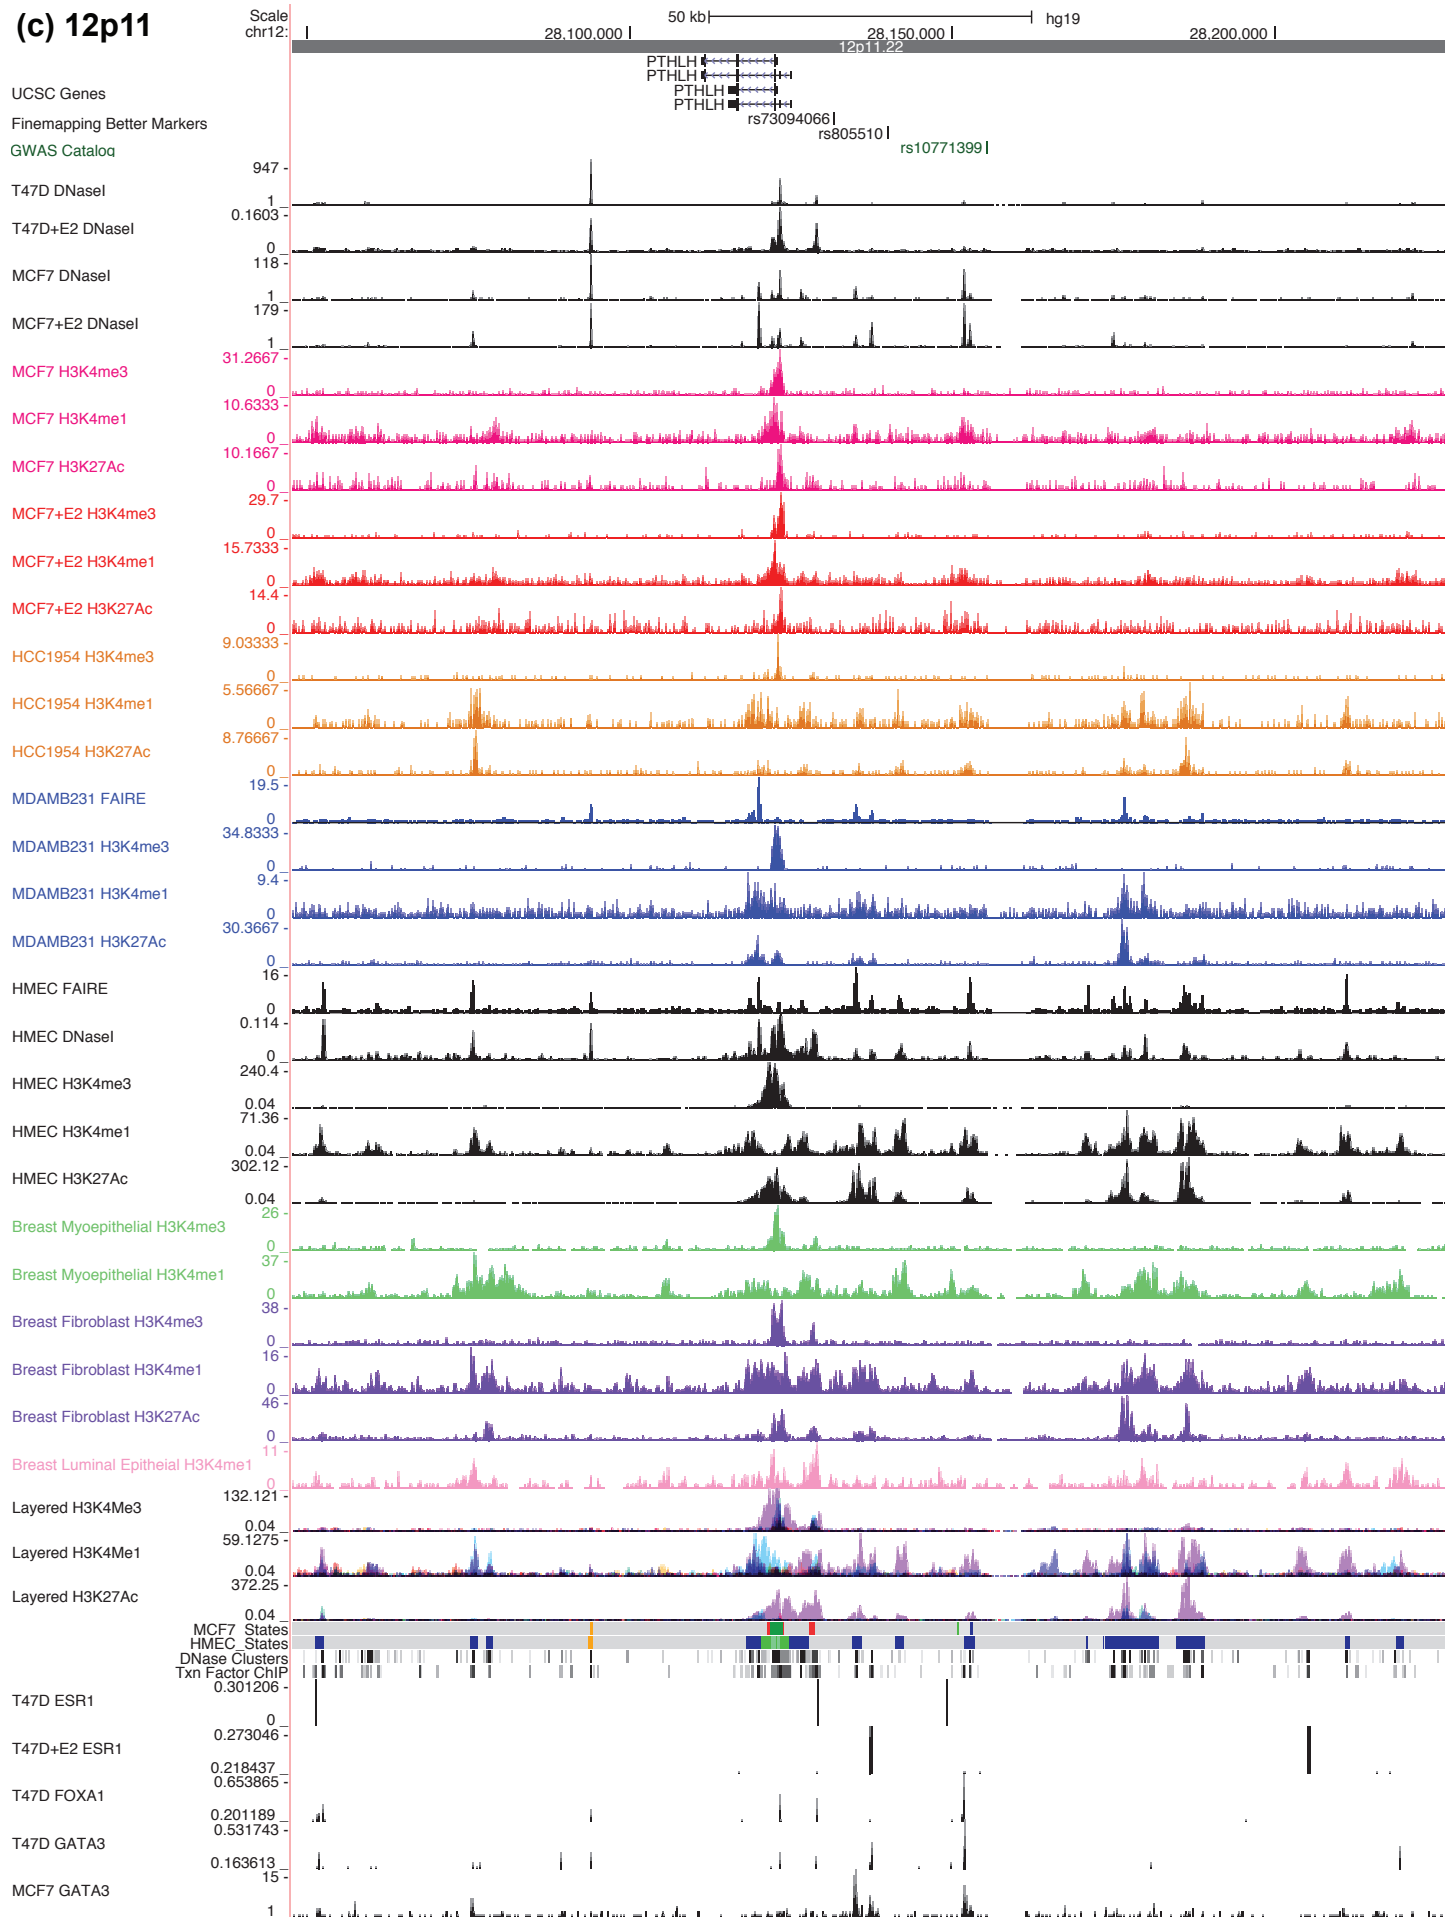 (c) 12p11
Scale
50 kb
hg19
chr12:
28,100,000
28,150,000
28,200,000
12p11.22
PTHLH
PTHLH
UCSC Genes
PTHLH
PTHLH
Finemapping Better Markers
rs73094066
rs805510
GWAS Catalog
rs10771399
947 -
T47D DNaseI
1 _
0.1603 -
T47D+E2 DNaseI
0 _
118 -
MCF7 DNaseI
1 _
179 -
MCF7+E2 DNaseI
1 _
31.2667 -
MCF7 H3K4me3
0 _
10.6333 -
MCF7 H3K4me1
0 _
10.1667 -
MCF7 H3K27Ac
0 _
29.7 -
MCF7+E2 H3K4me3
0 _
15.7333 -
MCF7+E2 H3K4me1
0 _
14.4 -
MCF7+E2 H3K27Ac
0 _
9.03333 -
HCC1954 H3K4me3
0 _
5.56667 -
HCC1954 H3K4me1
0 _
8.76667 -
HCC1954 H3K27Ac
0 _
19.5 -
MDAMB231 FAIRE
0 _
34.8333 -
MDAMB231 H3K4me3
0 _
9.4 -
MDAMB231 H3K4me1
0 _
30.3667 -
MDAMB231 H3K27Ac
0 _
16 -
HMEC FAIRE
0 _
0.114 -
HMEC DNaseI
0 _
240.4 -
HMEC H3K4me3
0.04 _
71.36 -
HMEC H3K4me1
0.04 _
302.12 -
HMEC H3K27Ac
0.04 _
26 -
Breast Myoepithelial H3K4me3
0 _
37 -
Breast Myoepithelial H3K4me1
0 _
38 -
Breast Fibroblast H3K4me3
0 _
16 -
Breast Fibroblast H3K4me1
0 _
46 -
Breast Fibroblast H3K27Ac
0 _
11 -
Breast Luminal Epitheial H3K4me1
0 _
132.121 -
Layered H3K4Me3
0.04 _
59.1275 -
Layered H3K4Me1
0.04 _
372.25 -
Layered H3K27Ac
0.04 _
MCF7_States
HMEC_States
DNase Clusters
Txn Factor ChIP
0.301206 -
T47D ESR1
0 _
0.273046 -
T47D+E2 ESR1
0.218437 _
0.653865 -
T47D FOXA1
0.201189 _
0.531743 -
T47D GATA3
0.163613 _
15 -
MCF7 GATA3
1 _